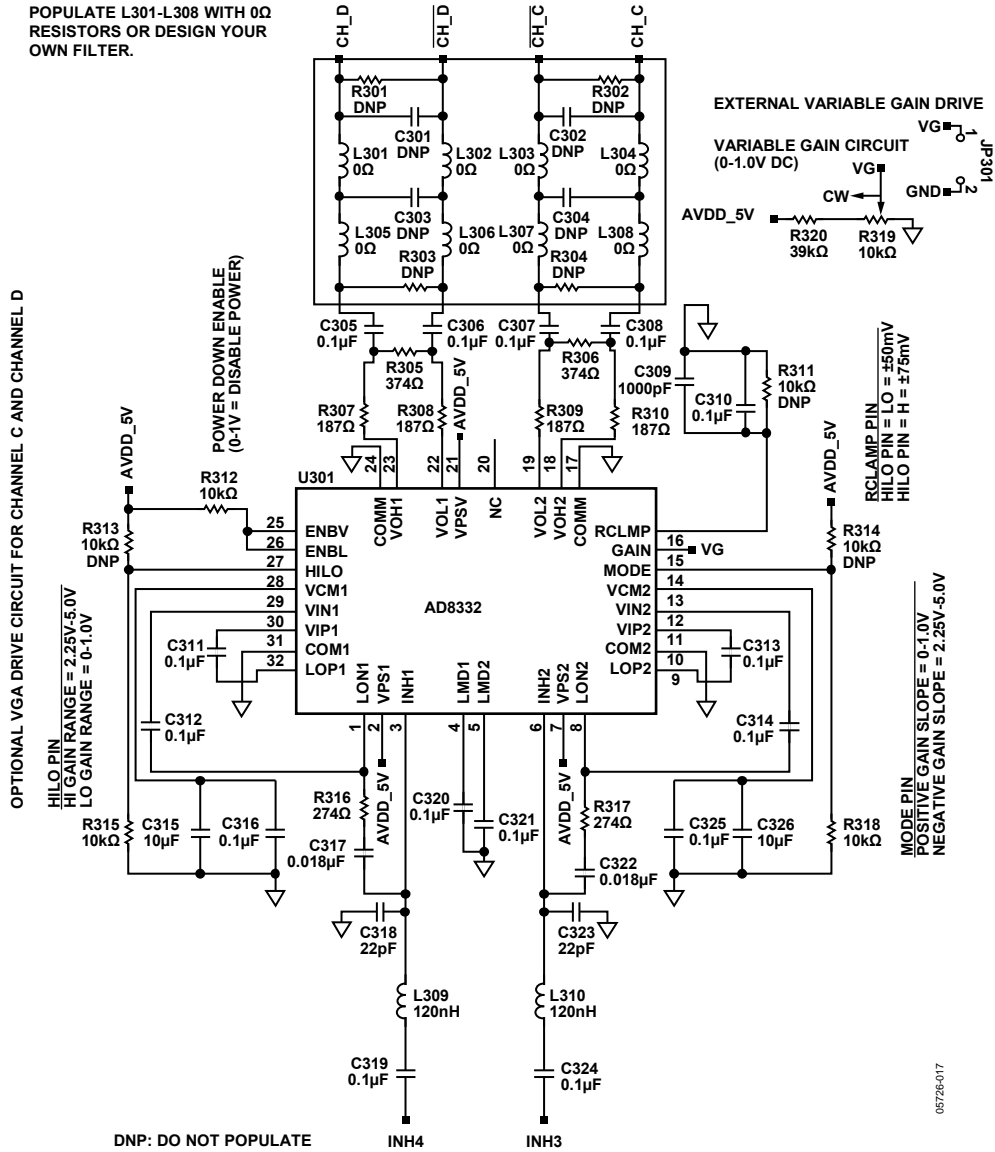 POPULATE L301-L308 WITH 0Ω
RESISTORS OR DESIGN YOUR
OWN FILTER.
CH_D
CH_D
CH_C
CH_C
R301
DNP
R302
DNP
C301
DNP
C302
DNP
L301
0Ω
L302
0Ω
L303
0Ω
L304
0Ω
C303
DNP
C304
DNP
L305
0Ω
L306
0Ω
L307
0Ω
L308
0Ω
R303
DNP
R304
DNP
EXTERNAL VARIABLE GAIN DRIVE
VG
1
JP301
GND
2
VARIABLE GAIN CIRCUIT
(0-1.0V DC)
VG
CW
AVDD_5V
R320
39kΩ
R319
10kΩ
OPTIONAL VGA DRIVE CIRCUIT FOR CHANNEL C AND CHANNEL D
POWER DOWN ENABLE
(0-1V = DISABLE POWER)
C305
0.1µF
C306
0.1µF
C307
0.1µF
C308
0.1µF
R305
374Ω
R306
374Ω
R307
187Ω
R308
187Ω
AVDD_5V
R309
187Ω
R310
187Ω
C309
1000pF
C310
0.1µF
R311
10kΩ
DNP
RCLAMP PIN
HILO PIN = LO = ±50mV
HILO PIN = H = ±75mV
AVDD_5V
R312
10kΩ
R313
10kΩ
DNP
AVDD_5V
R314
10kΩ
DNP
U301
24
23
22
21
20
19
18
17
COMM
VOH1
VOL1
VPSV
NC
VOL2
VOH2
COMM
25
ENBV
26
ENBL
27
HILO
28
VCM1
29
VIN1
30
VIP1
31
COM1
32
LOP1
AD8332
RCLMP
16
GAIN
VG
15
MODE
14
VCM2
13
VIN2
12
VIP2
11
COM2
10
LOP2
9
LON1
VPS1
INH1
LMD1
LMD2
INH2
VPS2
LON2
1
2
3
4
5
6
7
8
C311
0.1µF
C312
0.1µF
C313
0.1µF
C314
0.1µF
HILO PIN
HI GAIN RANGE = 2.25V-5.0V
LO GAIN RANGE = 0-1.0V
MODE PIN
POSITIVE GAIN SLOPE = 0-1.0V
NEGATIVE GAIN SLOPE = 2.25V-5.0V
AVDD_5V
AVDD_5V
R315
10kΩ
C315
10µF
C316
0.1µF
R316
274Ω
C317
0.018µF
C320
0.1µF
C321
0.1µF
R317
274Ω
C322
0.018µF
C325
0.1µF
C326
10µF
R318
10kΩ
C318
22pF
C323
22pF
L309
120nH
L310
120nH
C319
0.1µF
C324
0.1µF
INH4
INH3
DNP: DO NOT POPULATE
05726-017